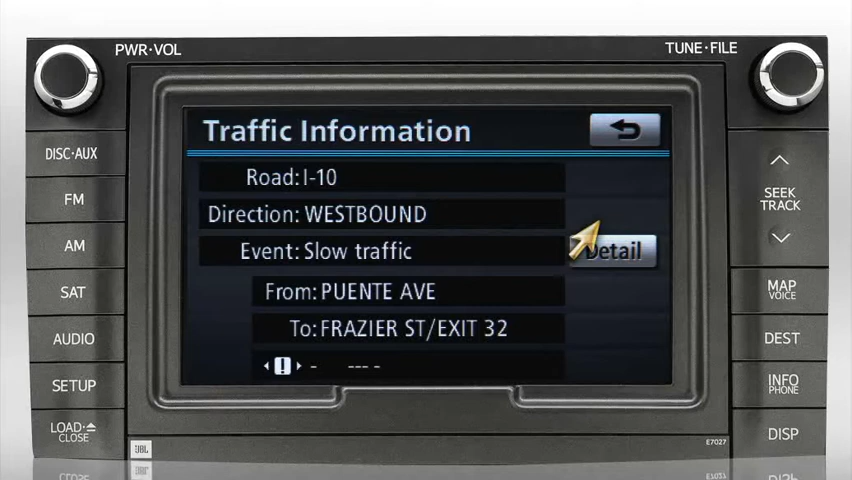 PWR·VOL
TUNE·FILE
Traffic Information
Road: I-10
Direction: WESTBOUND
Event: Slow traffic
Detail
From: PUENTE AVE
To: FRAZIER ST/EXIT 32
! - --- -
DISC·AUX
FM
AM
SAT
AUDIO
SETUP
LOAD·
CLOSE
JBL
SEEK
TRACK
MAP
VOICE
DEST
INFO
PHONE
DISP
E7027